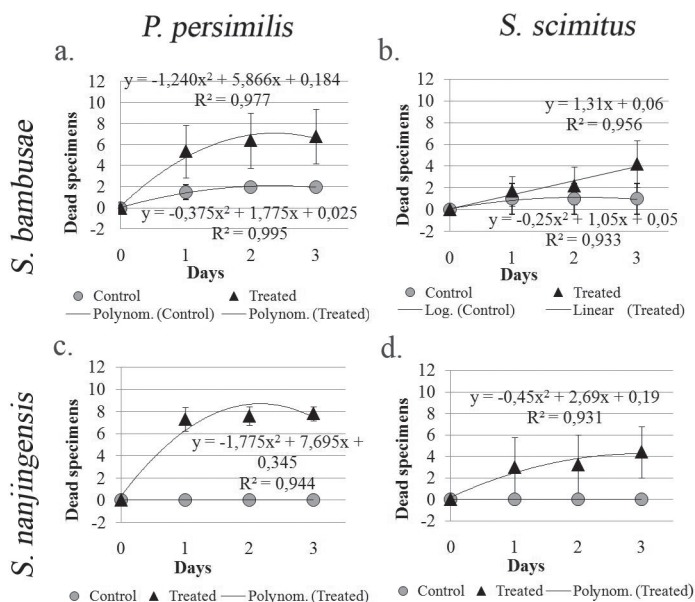 P. persimilis
S. scimitus
S. bambusae
S. nanjingensis
a.
y = -1,240x² + 5,866x + 0,184
R² = 0,977
Dead specimens
12
10
8
6
4
2
0
-2
y = -0,375x² + 1,775x + 0,025
R² = 0,995
0 1 2 3
Days
Control Treated
Polynom. (Control) Polynom. (Treated)
b.
Dead specimens
12
10
8
6
4
2
0
-2
y = 1,31x + 0,06
R² = 0,956
y = -0,25x² + 1,05x + 0,05
R² = 0,933
0 1 2 3
Days
Control Treated
Log. (Control) Linear (Treated)
c.
Dead specimens
12
10
8
6
4
2
0
-2
y = -1,775x² + 7,695x +
0,345
R² = 0,944
0 1 2 3
Days
Control Treated Polynom. (Treated)
d.
Dead specimens
12
10
8
6
4
2
0
-2
y = -0,45x² + 2,69x + 0,19
R² = 0,931
0 1 2 3
Days
Control Treated Polynom. (Treated)